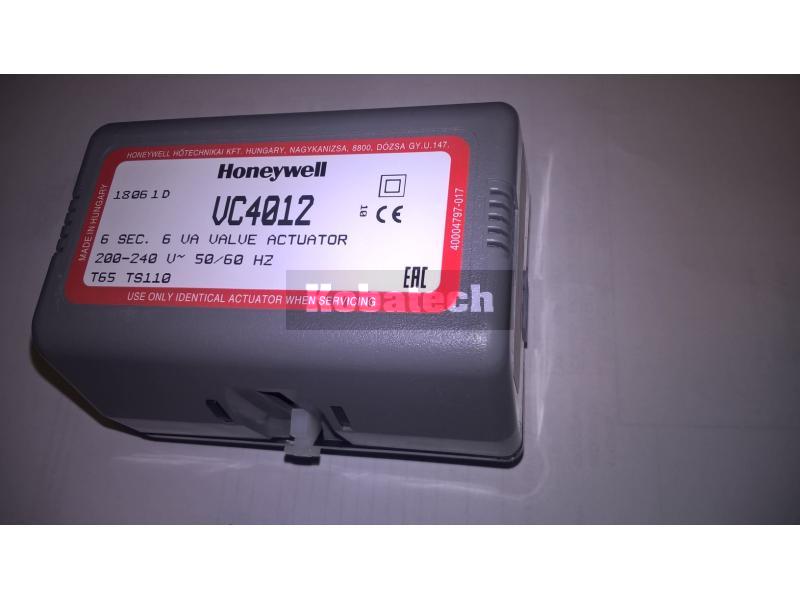 HONEYWELL HŐTECHNIKAI KFT. HUNGARY, NAGYKANIZSA, 8800, DÓZSA GY.U.147.
Honeywell
MADE IN HUNGARY
18061D
VC4012
10 CE
40004797-017
6 SEC. 6 VA VALVE ACTUATOR
200-240 V~ 50/60 HZ
T65 TS110
EAC
USE ONLY IDENTICAL ACTUATOR WHEN SERVICING
Kobatech